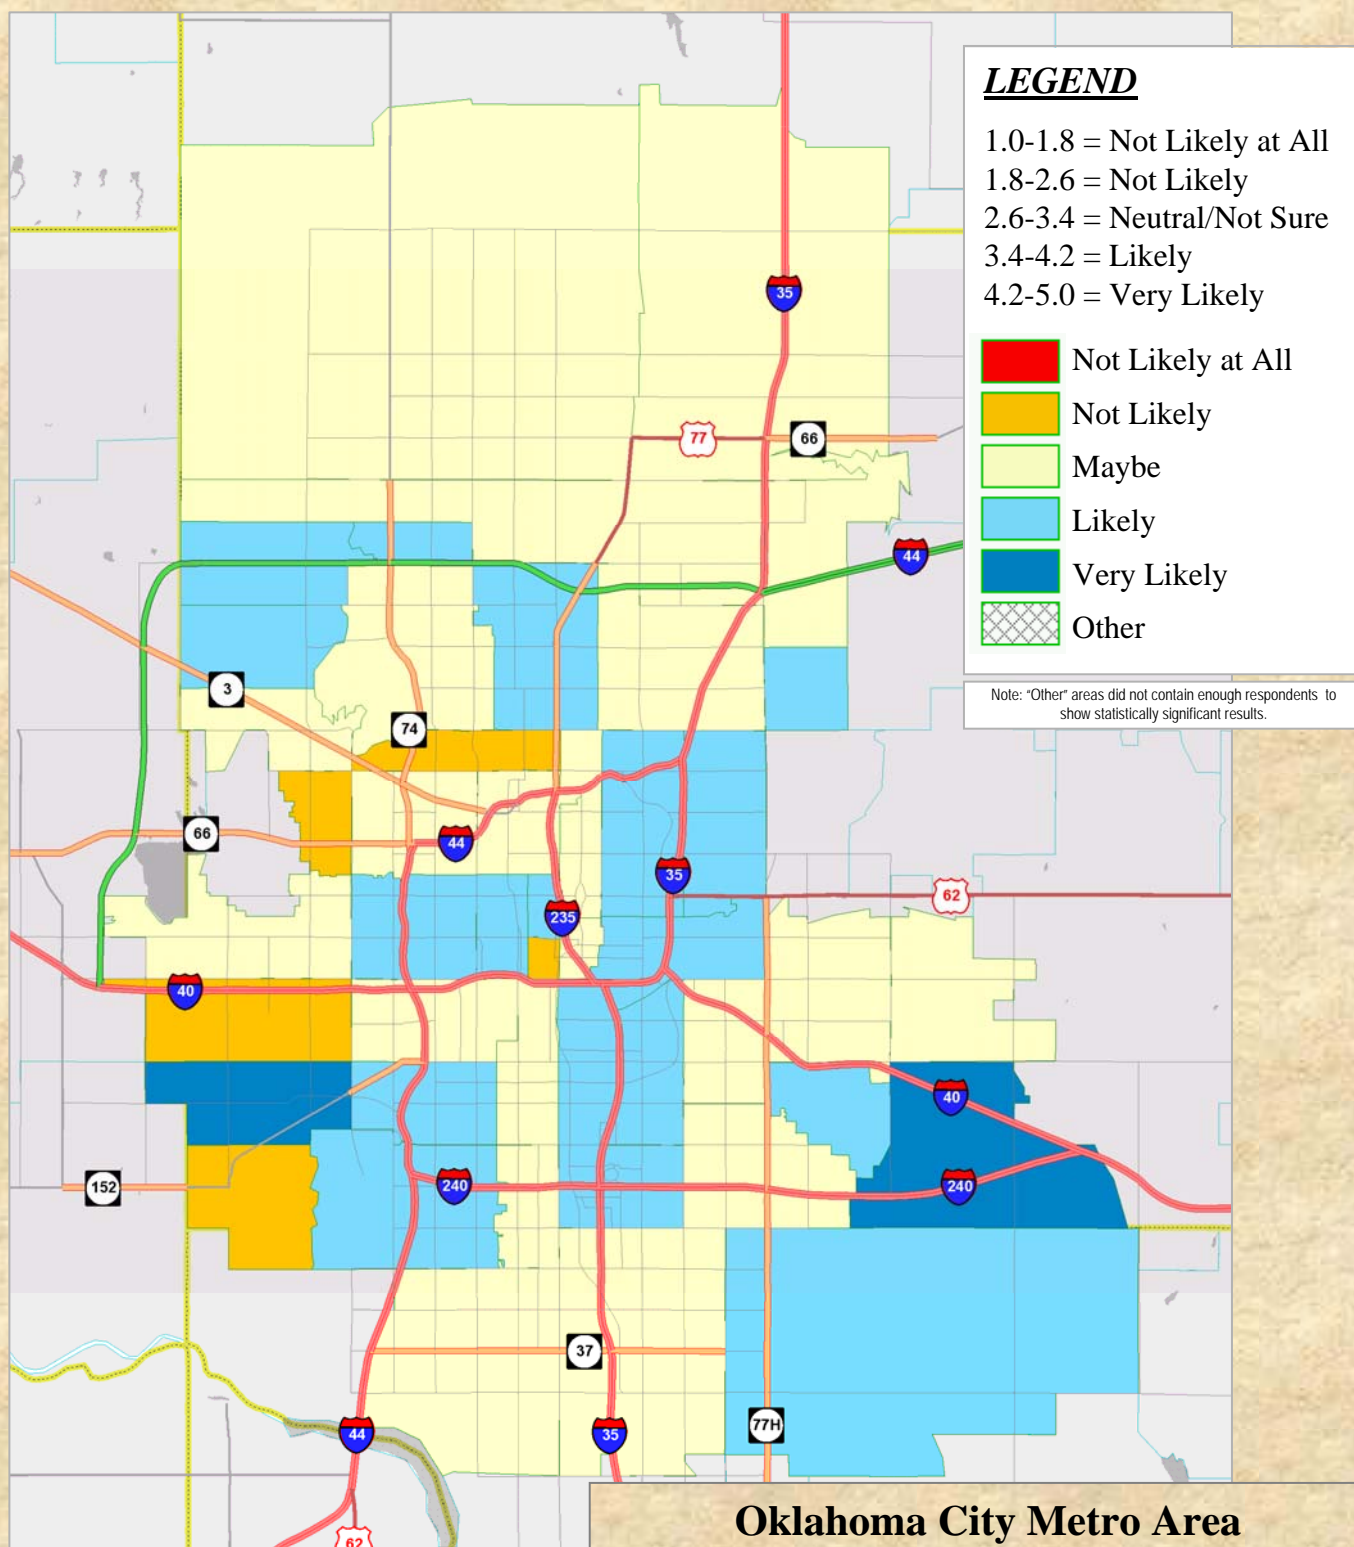 LEGEND
1.0-1.8 = Not Likely at All
1.8-2.6 = Not Likely
2.6-3.4 = Neutral/Not Sure
3.4-4.2 = Likely
4.2-5.0 = Very Likely
Not Likely at All
Not Likely
Maybe
Likely
Very Likely
Other
Note: "Other" areas did not contain enough respondents to
show statistically significant results.
35
77
66
44
3
74
66
44
35
62
235
40
40
152
240
240
37
77H
44
35
62
Oklahoma City Metro Area